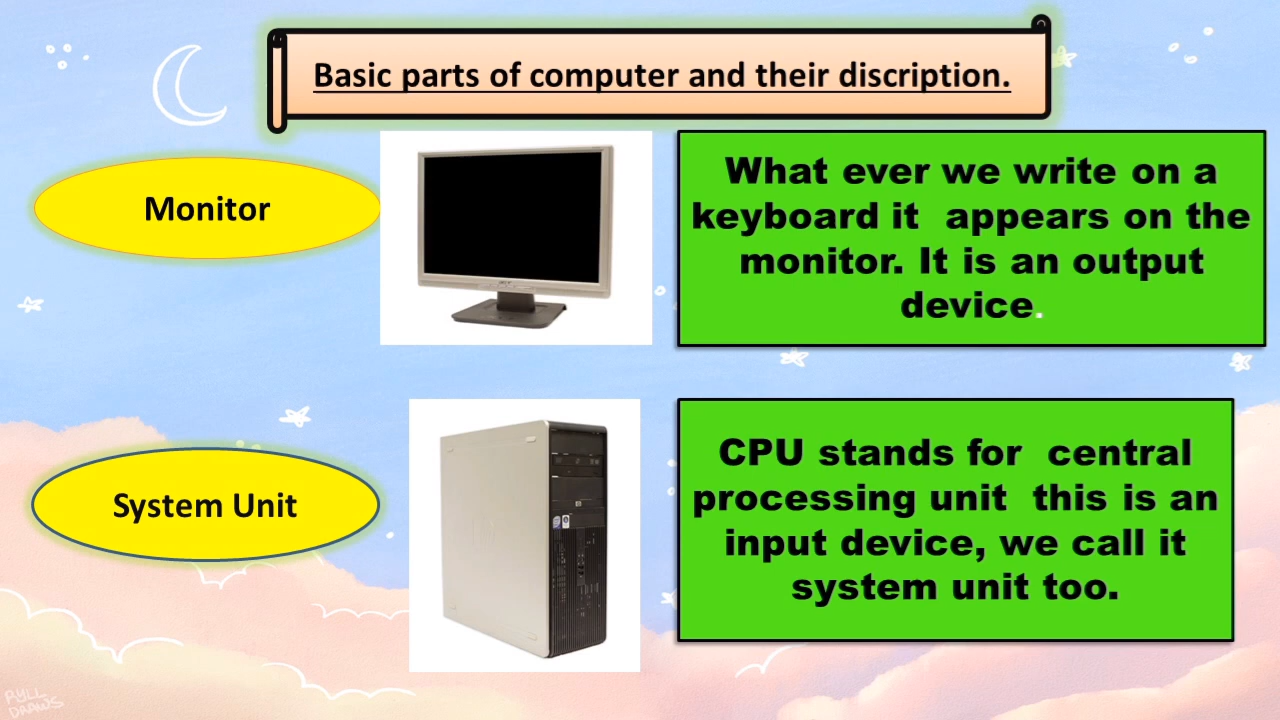 Basic parts of computer and their discription.
Monitor
What ever we write on a
keyboard it appears on the
monitor. It is an output
device.
System Unit
CPU stands for central
processing unit this is an
input device, we call it
system unit too.
RYLL
DRAWS